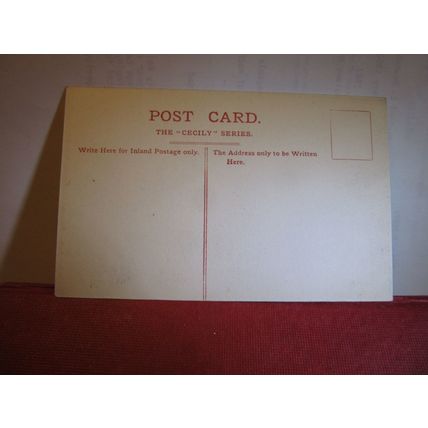 POST CARD.
THE "CECILY" SERIES.
Write Here for Inland Postage only.
The Address only to be Written
Here.